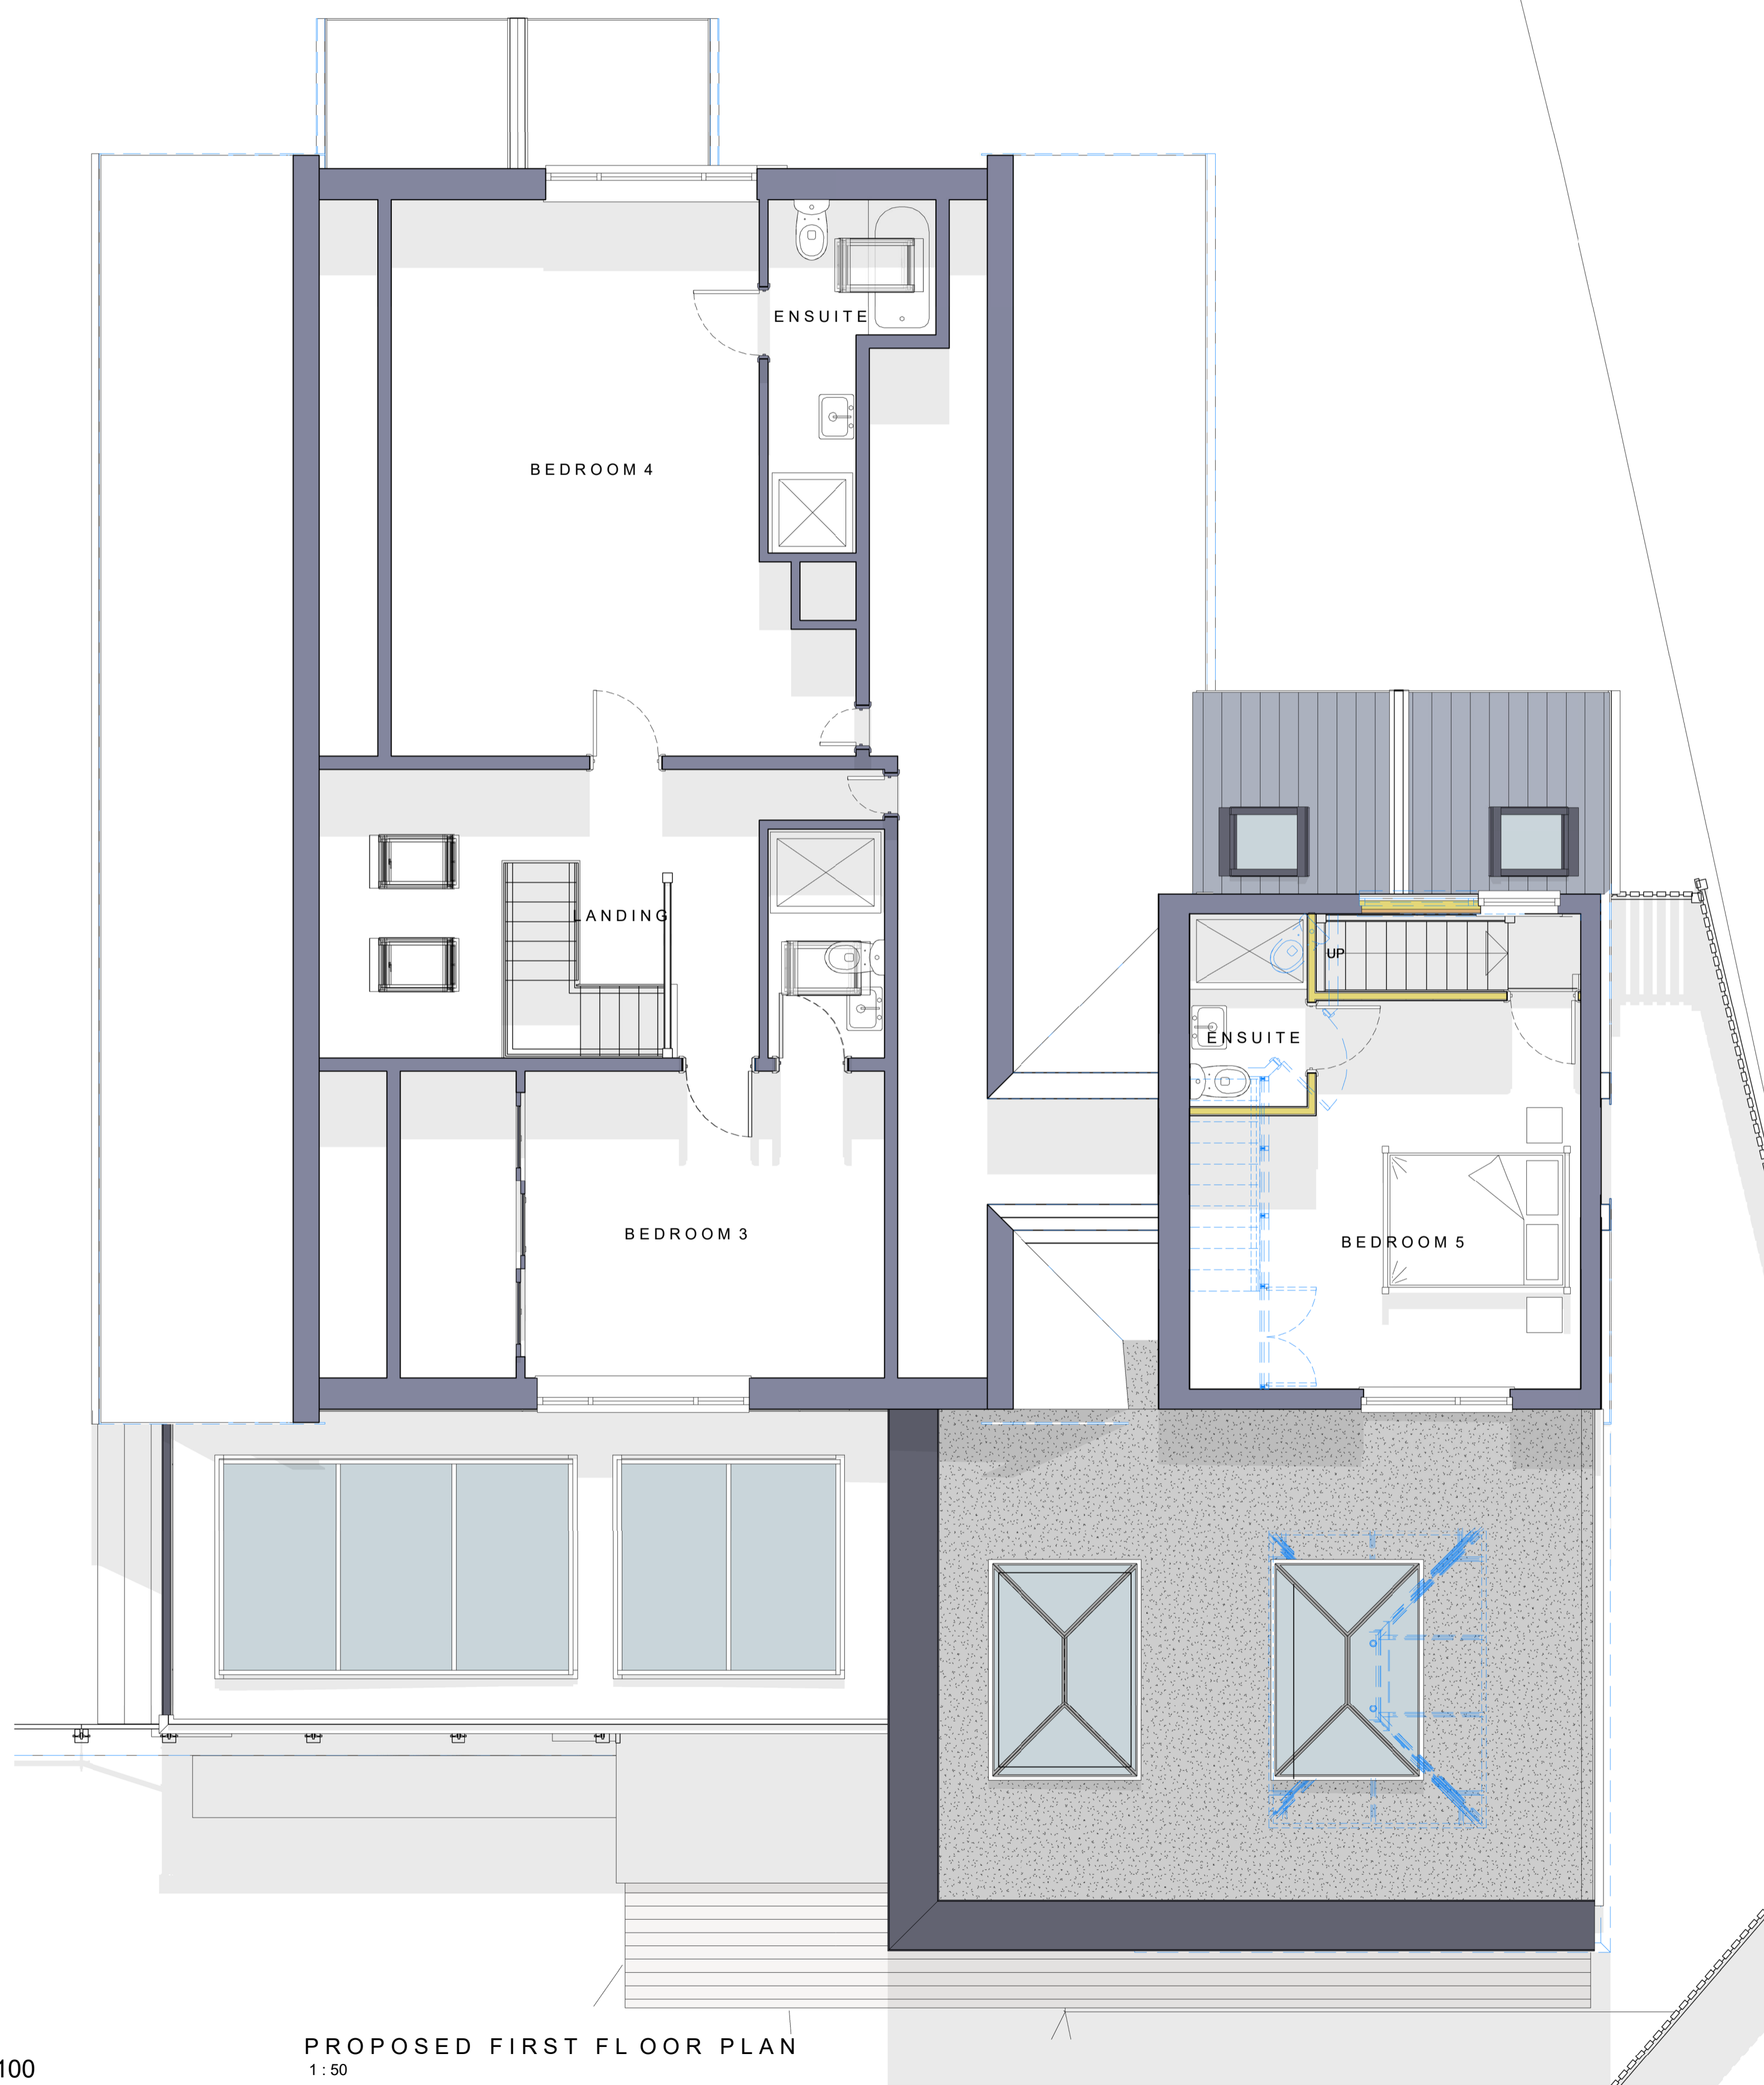 ENSUITE
BEDROOM 4
LANDING
UP
ENSUITE
BEDROOM 3
BEDROOM 5
PROPOSED FIRST FLOOR PLAN
1 : 50
100